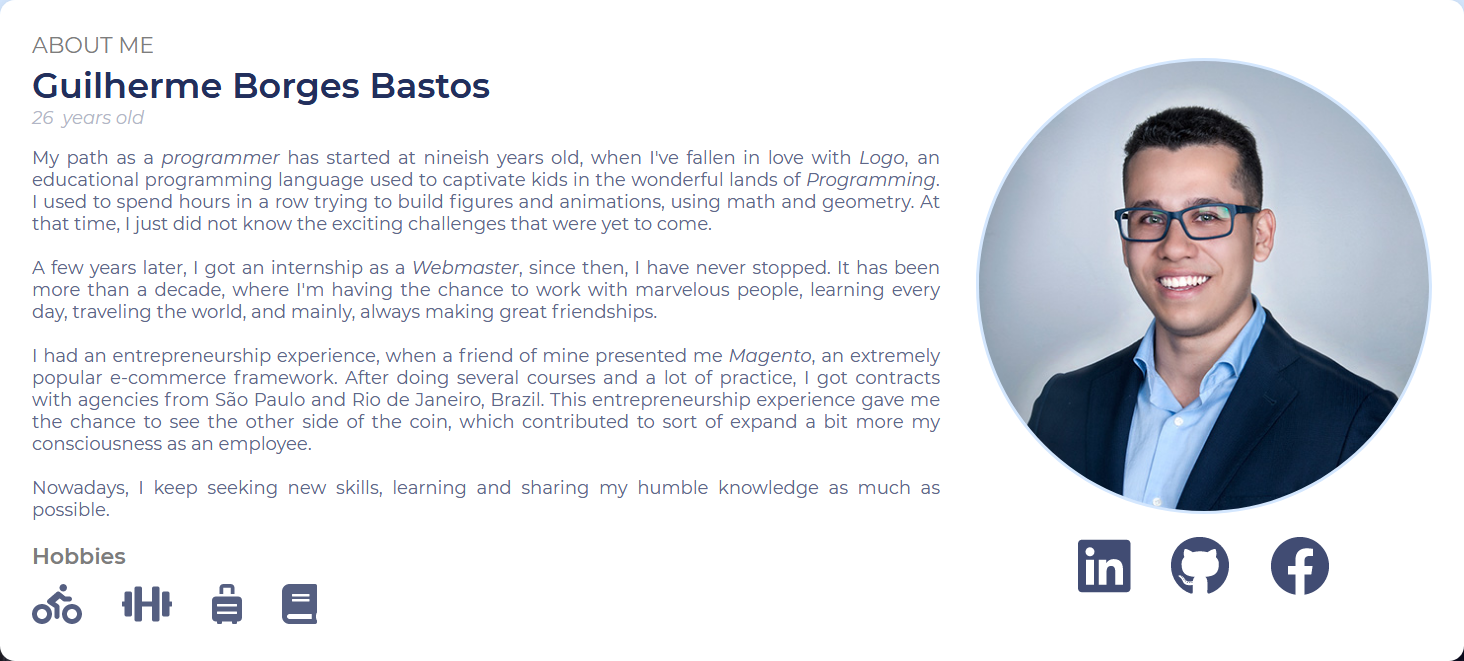 ABOUT ME
Guilherme Borges Bastos
26 years old
My path as a programmer has started at nineish years old, when I've fallen in love with Logo, an
educational programming language used to captivate kids in the wonderful lands of Programming.
I used to spend hours in a row trying to build figures and animations, using math and geometry. At
that time, I just did not know the exciting challenges that were yet to come.
A few years later, I got an internship as a Webmaster, since then, I have never stopped. It has been
more than a decade, where I'm having the chance to work with marvelous people, learning every
day, traveling the world, and mainly, always making great friendships.
I had an entrepreneurship experience, when a friend of mine presented me Magento, an extremely
popular e-commerce framework. After doing several courses and a lot of practice, I got contracts
with agencies from São Paulo and Rio de Janeiro, Brazil. This entrepreneurship experience gave me
the chance to see the other side of the coin, which contributed to sort of expand a bit more my
consciousness as an employee.
Nowadays, I keep seeking new skills, learning and sharing my humble knowledge as much as
possible.
Hobbies
in
f